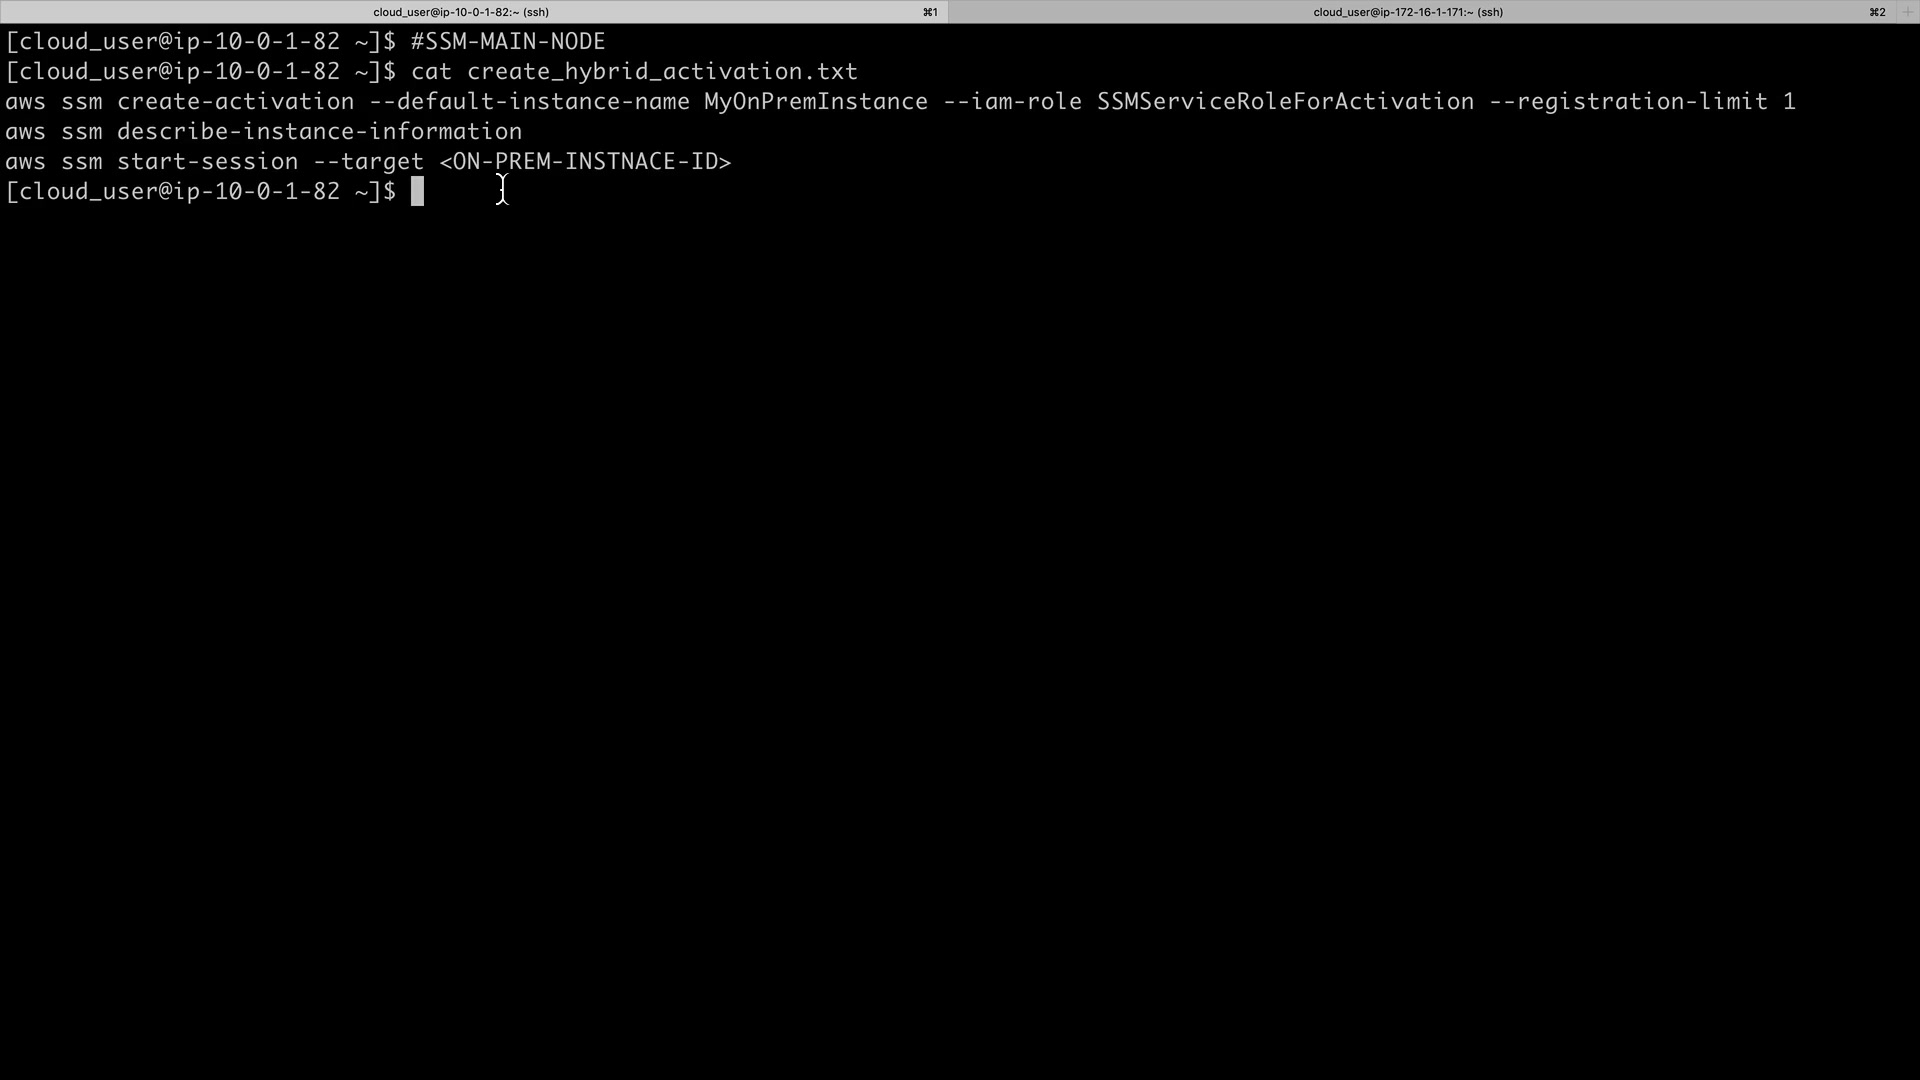 cloud_user@ip-10-0-1-82:~ (ssh) ⌘1 cloud_user@ip-172-16-1-171:~ (ssh) ⌘2 +
[cloud_user@ip-10-0-1-82 ~]$ #SSM-MAIN-NODE
[cloud_user@ip-10-0-1-82 ~]$ cat create_hybrid_activation.txt
aws ssm create-activation --default-instance-name MyOnPremInstance --iam-role SSMServiceRoleForActivation --registration-limit 1
aws ssm describe-instance-information
aws ssm start-session --target <ON-PREM-INSTNACE-ID>
[cloud_user@ip-10-0-1-82 ~]$